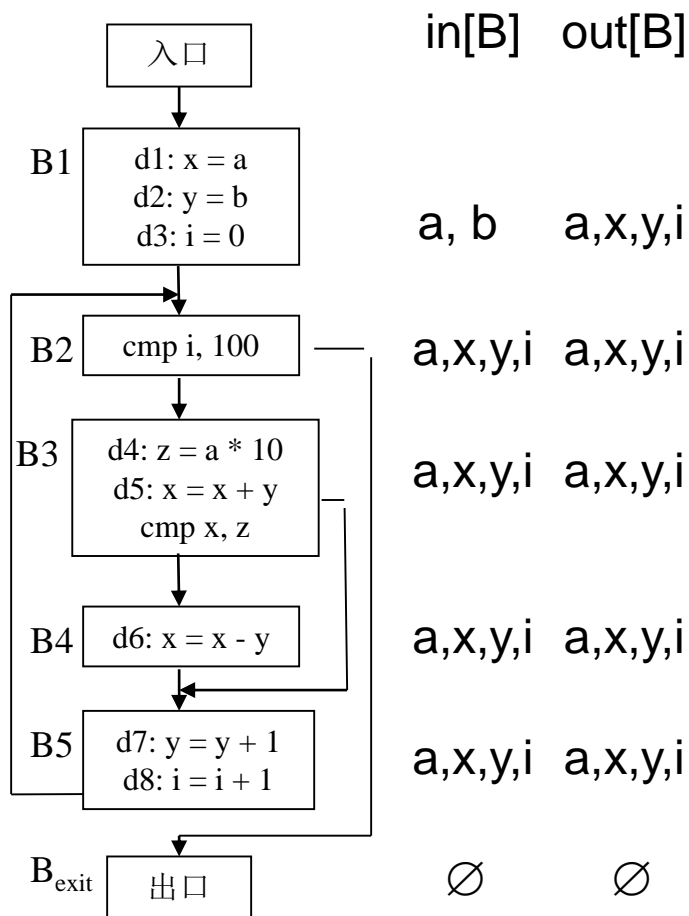 in[B] out[B]
入口
B1
d1: x = a
d2: y = b
d3: i = 0
a, b a,x,y,i
B2
cmp i, 100
a,x,y,i a,x,y,i
B3
d4: z = a * 10
d5: x = x + y
cmp x, z
a,x,y,i a,x,y,i
B4
d6: x = x - y
a,x,y,i a,x,y,i
B5
d7: y = y + 1
d8: i = i + 1
a,x,y,i a,x,y,i
Bexit
出口
∅ ∅